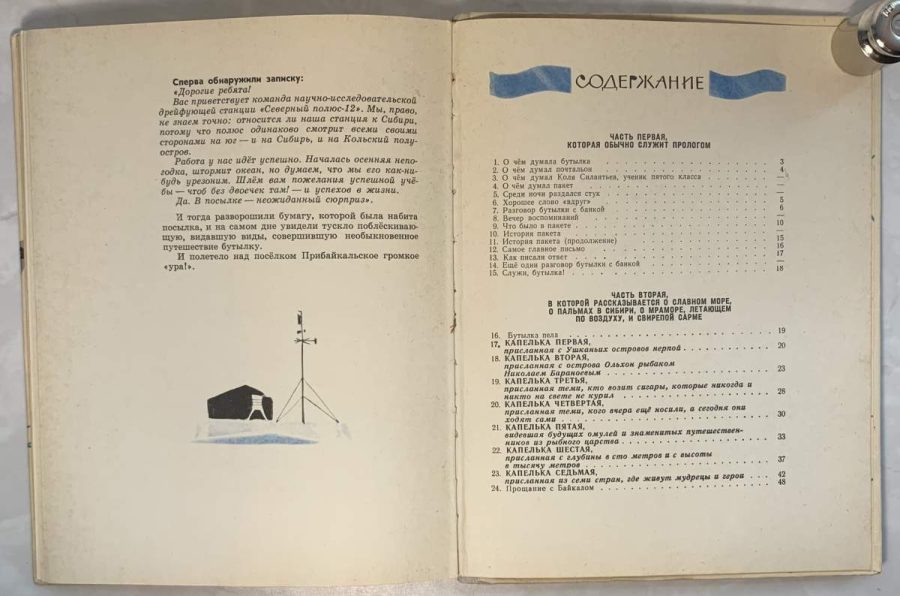 Сперва обнаружили записку:
«Дорогие ребята!
Вас приветствует команда научно-исследовательской
дрейфующей станции «Северный полюс-12». Мы, право,
не знаем точно: относится ли наша станция к Сибири,
потому что полюс одинаково смотрит всеми своими
сторонами на юг — и на Сибирь, и на Кольский полу-
остров.
Работа у нас идёт успешно. Началась осенняя непо-
годка, штормит океан, но думаем, что мы его как-ни-
будь урезоним. Шлём вам пожелания успешной учё-
бы — чтоб без двоечек там! — и успехов в жизни.
Да. В посылке — неожиданный сюрприз».
И тогда разворошили бумагу, которой была набита
посылка, и на самом дне увидели тускло поблёскиваю-
щую, видавшую виды, совершившую необыкновенное
путешествие бутылку.
И полетело над посёлком Прибайкальское громкое
«ура!».
СОДЕРЖАНИЕ
ЧАСТЬ ПЕРВАЯ,
КОТОРАЯ ОБЫЧНО СЛУЖИТ ПРОЛОГОМ
1. О чём думала бутылка 3
2. О чём думал почтальон 4
3. О чём думал Коля Силантьев, ученик пятого класса —
4. О чём думал пакет —
5. Среди ночи раздался стук —
6. Хорошее слово «вдруг» 5
7. Разговор бутылки с банкой 6
8. Вечер воспоминаний —
9. Что было в пакете 10
10. История пакета —
11. История пакета (продолжение) 15
12. Самое главное письмо 16
13. Как писали ответ 17
14. Ещё один разговор бутылки с банкой —
15. Служи, бутылка! 18
ЧАСТЬ ВТОРАЯ,
В КОТОРОЙ РАССКАЗЫВАЕТСЯ О СЛАВНОМ МОРЕ,
О ПАЛЬМАХ В СИБИРИ, О МРАМОРЕ, ЛЕТАЮЩЕМ
ПО ВОЗДУХУ, И СВИРЕПОЙ САРМЕ
16. Бутылка пела 19
17. КАПЕЛЬКА ПЕРВАЯ,
присланная с Ушканьих островов нерпой 20
18. КАПЕЛЬКА ВТОРАЯ,
присланная с острова Ольхон рыбаком
Николаем Барановым 23
19. КАПЕЛЬКА ТРЕТЬЯ,
присланная теми, кто возит сигары, которые никогда и
никто на свете не курил 26
20. КАПЕЛЬКА ЧЕТВЁРТАЯ,
присланная теми, кого вчера ещё носили, а сегодня они
ходят сами 30
21. КАПЕЛЬКА ПЯТАЯ,
видевшая будущих омулей и знаменитых путешествен-
ников из рыбного царства 33
22. КАПЕЛЬКА ШЕСТАЯ,
присланная с глубины в сто метров и с высоты
в тысячу метров 37
23. КАПЕЛЬКА СЕДЬМАЯ,
присланная из семи стран, где живут мудрецы и герои 42
24. Прощание с Байкалом 48